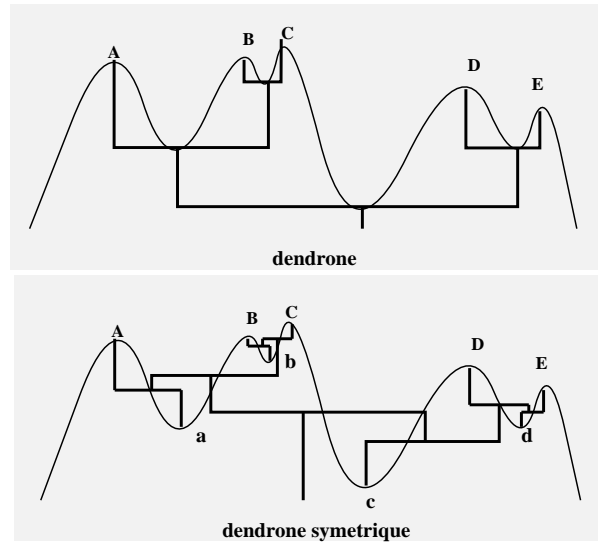 A B C D E
dendrone
A B C D E
b
a d
c
dendrone symetrique